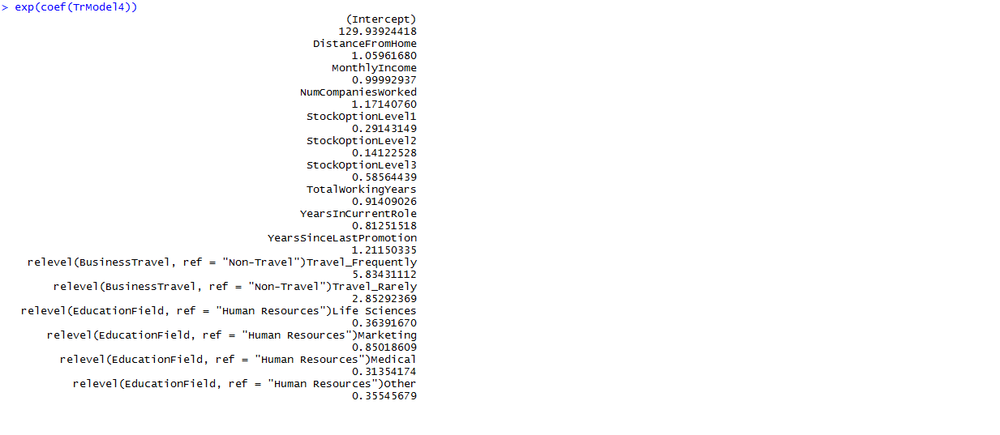 > exp(coef(TrModel4))
(Intercept)
129.93924418
DistanceFromHome
1.05961680
MonthlyIncome
0.99992937
NumCompaniesWorked
1.17140760
StockOptionLevel1
0.29143149
StockOptionLevel2
0.14122528
StockOptionLevel3
0.58564439
TotalWorkingYears
0.91409026
YearsInCurrentRole
0.81251518
YearsSinceLastPromotion
1.21150335
relevel(BusinessTravel, ref = "Non-Travel")Travel_Frequently
5.83431112
relevel(BusinessTravel, ref = "Non-Travel")Travel_Rarely
2.85292369
relevel(EducationField, ref = "Human Resources")Life Sciences
0.36391670
relevel(EducationField, ref = "Human Resources")Marketing
0.85018609
relevel(EducationField, ref = "Human Resources")Medical
0.31354174
relevel(EducationField, ref = "Human Resources")Other
0.35545679